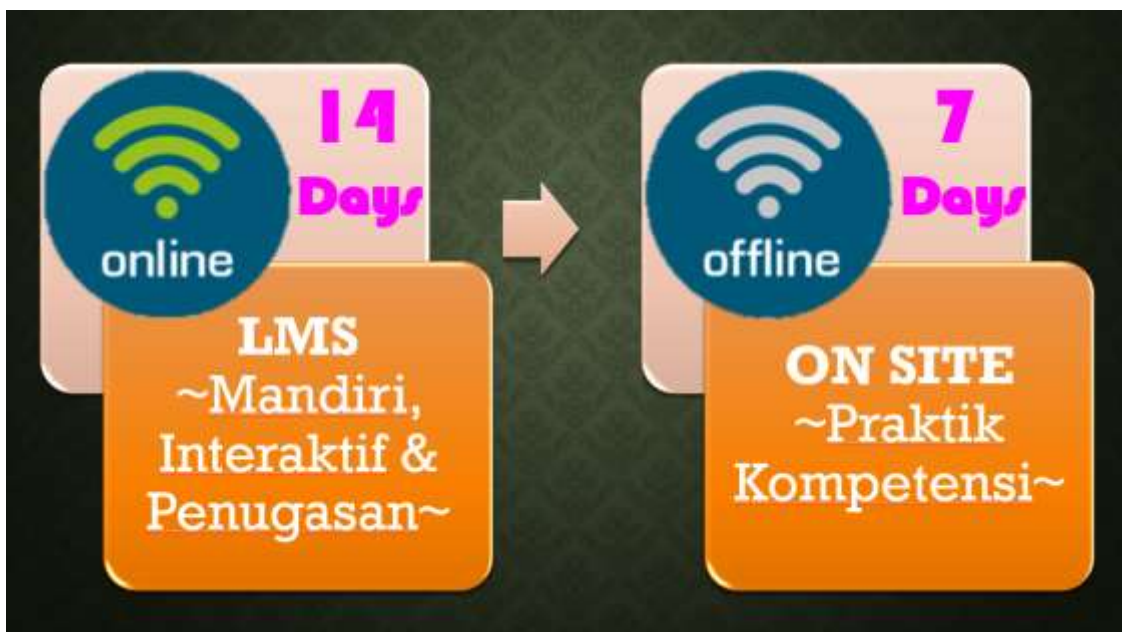 14
Days
online
LMS
~Mandiri,
Interaktif &
Penugasan~
7
Days
offline
ON SITE
~Praktik
Kompetensi~